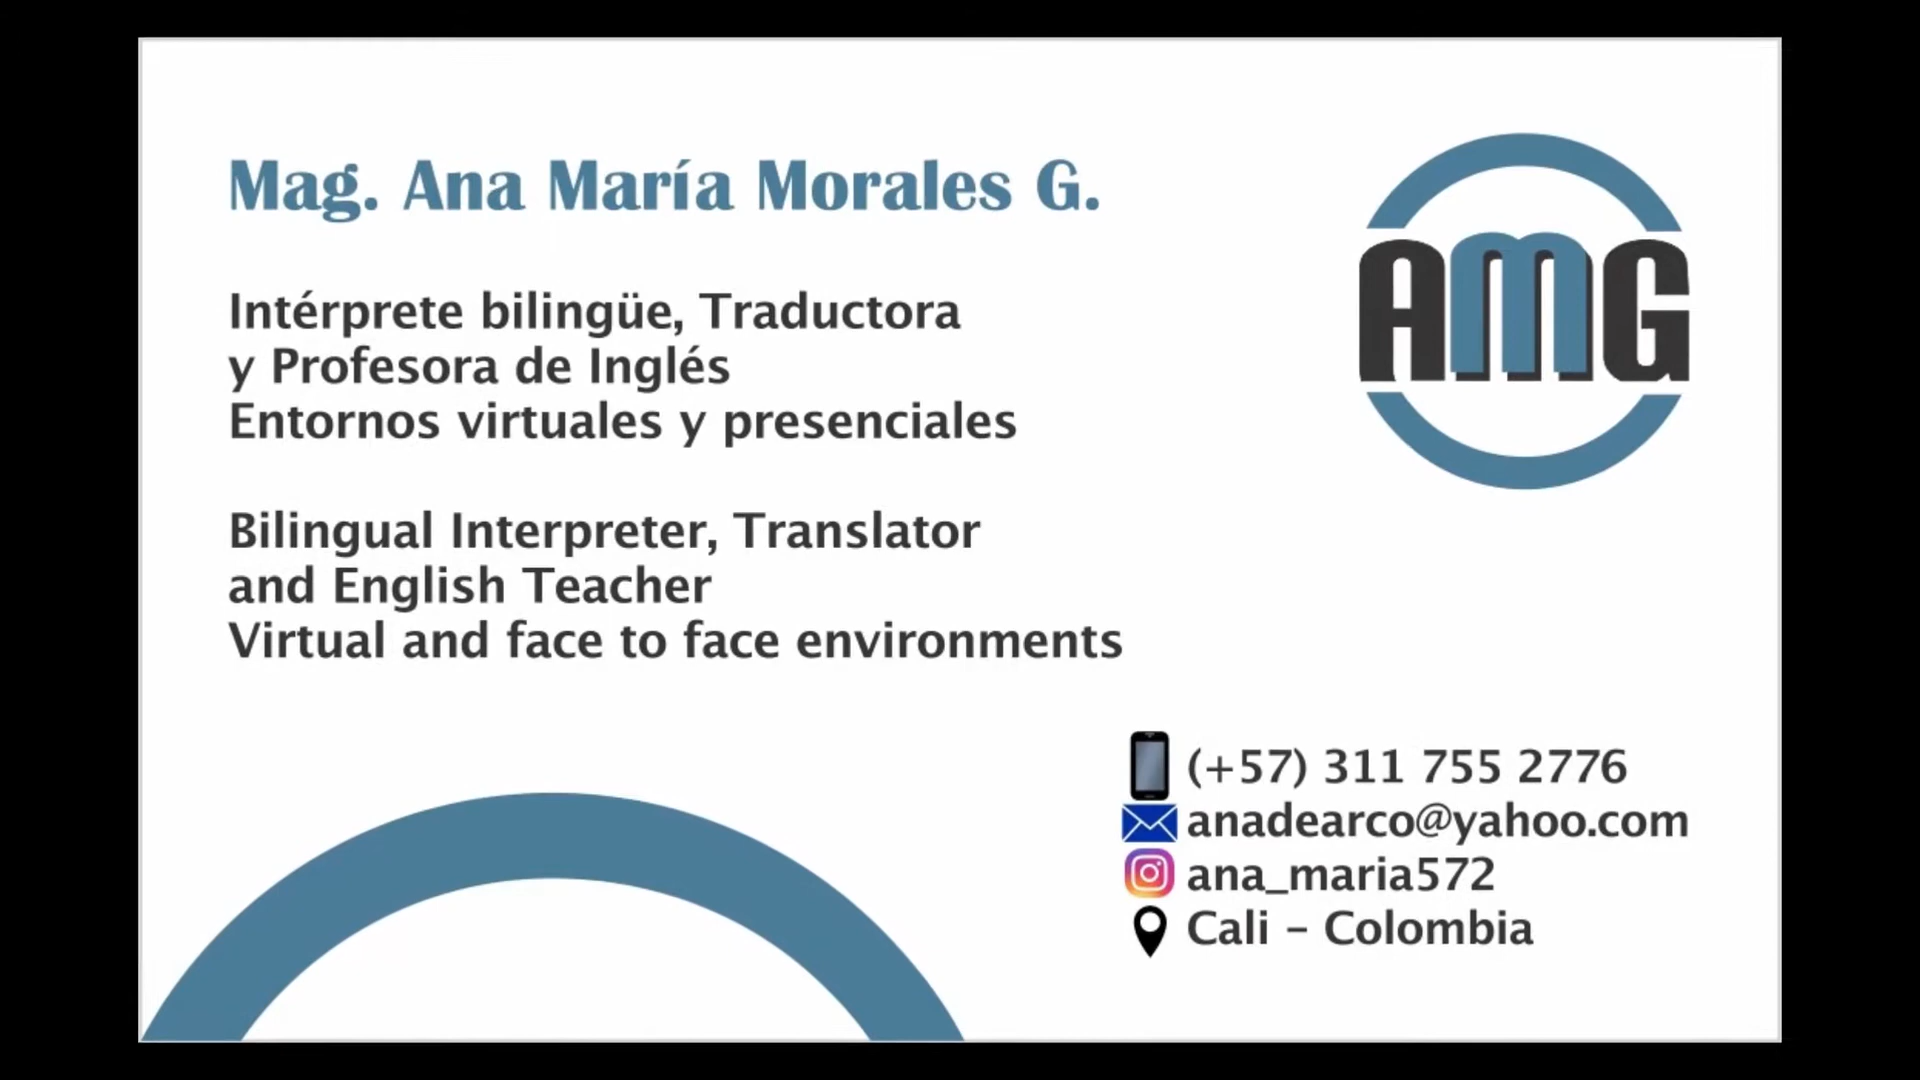 Mag. Ana María Morales G.
AMG
Intérprete bilingüe, Traductora
y Profesora de Inglés
Entornos virtuales y presenciales
Bilingual Interpreter, Translator
and English Teacher
Virtual and face to face environments
(+57) 311 755 2776
anadearco@yahoo.com
ana_maria572
Cali - Colombia